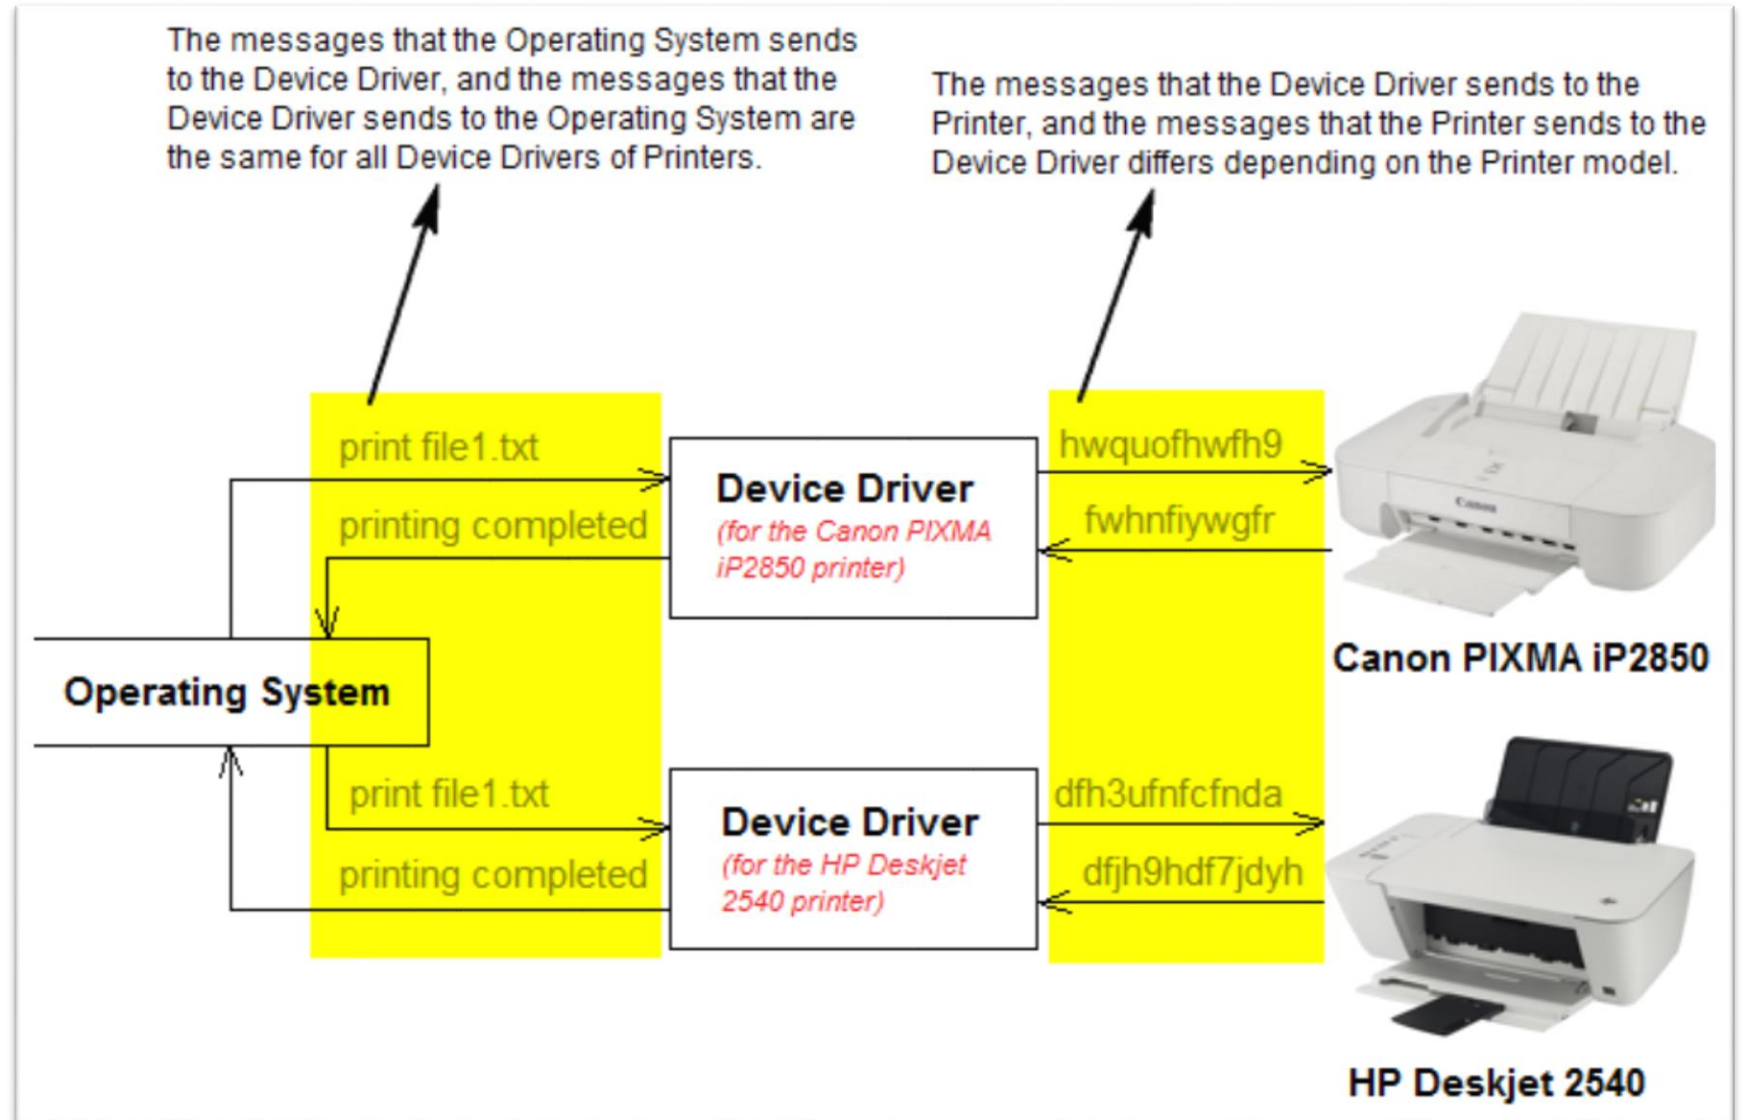 The messages that the Operating System sends
to the Device Driver, and the messages that the
Device Driver sends to the Operating System are
the same for all Device Drivers of Printers.
The messages that the Device Driver sends to the
Printer, and the messages that the Printer sends to the
Device Driver differs depending on the Printer model.
print file1.txt
printing completed
Device Driver
(for the Canon PIXMA
iP2850 printer)
hwquofhwfh9
fwhnfiywgfr
Canon
Canon PIXMA iP2850
Operating System
print file1.txt
printing completed
Device Driver
(for the HP Deskjet
2540 printer)
dfh3ufnfcfnda
dfjh9hdf7jdyh
HP Deskjet 2540